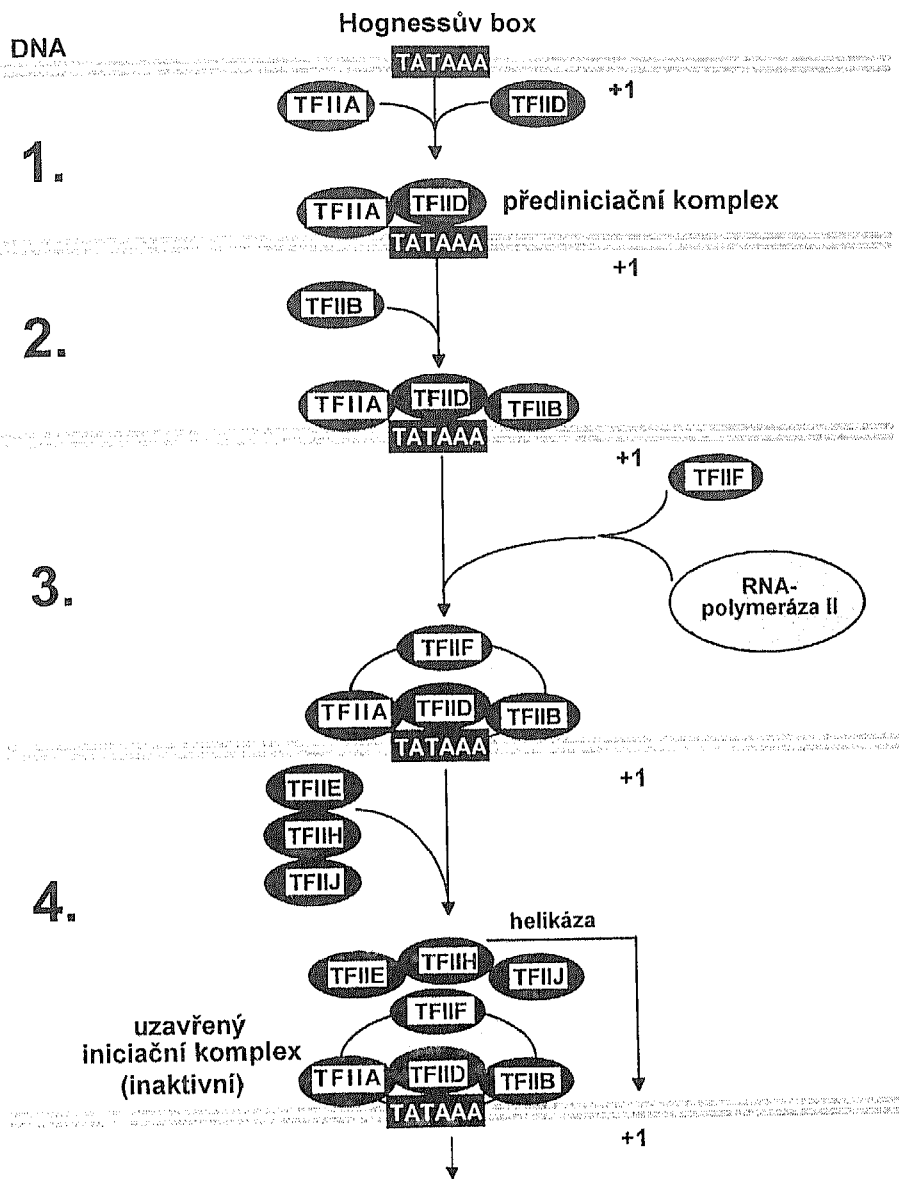 Hognessův box
DNA
TATAAA
+1
TFIIA
TFIID
1.
TFIID
TFIIA
přediniciační komplex
TATAAA
+1
TFIIB
2.
TFIIA
TFIID
TFIIB
TATAAA
+1
TFIIF
3.
RNA-
polymeráza II
TFIIF
TFIIA
TFIID
TFIIB
TATAAA
+1
TFIIE
TFIIH
TFIIJ
4.
helikáza
TFIIE
TFIIH
TFIIJ
TFIIF
uzavřený
iniciační komplex
(inaktivní)
TFIIA
TFIID
TFIIB
TATAAA
+1